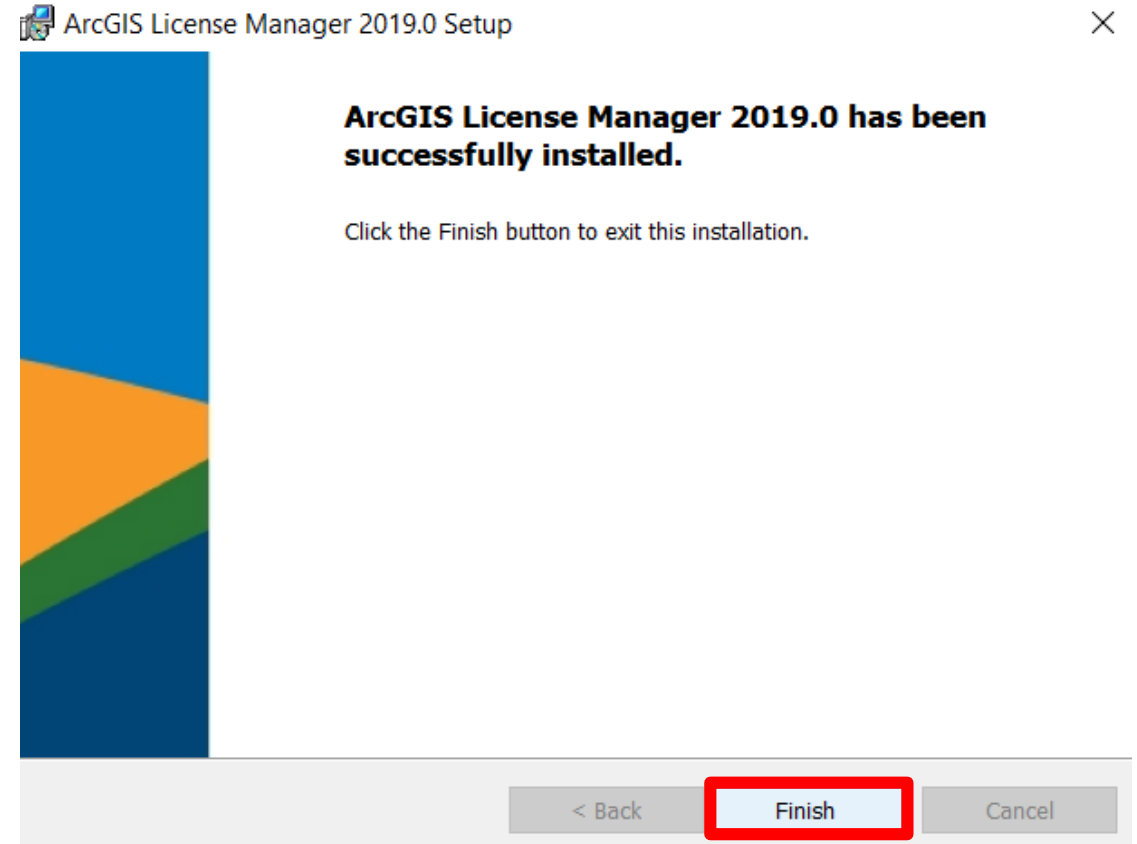 ArcGIS License Manager 2019.0 Setup
ArcGIS License Manager 2019.0 has been
successfully installed.
Click the Finish button to exit this installation.
< Back Finish Cancel